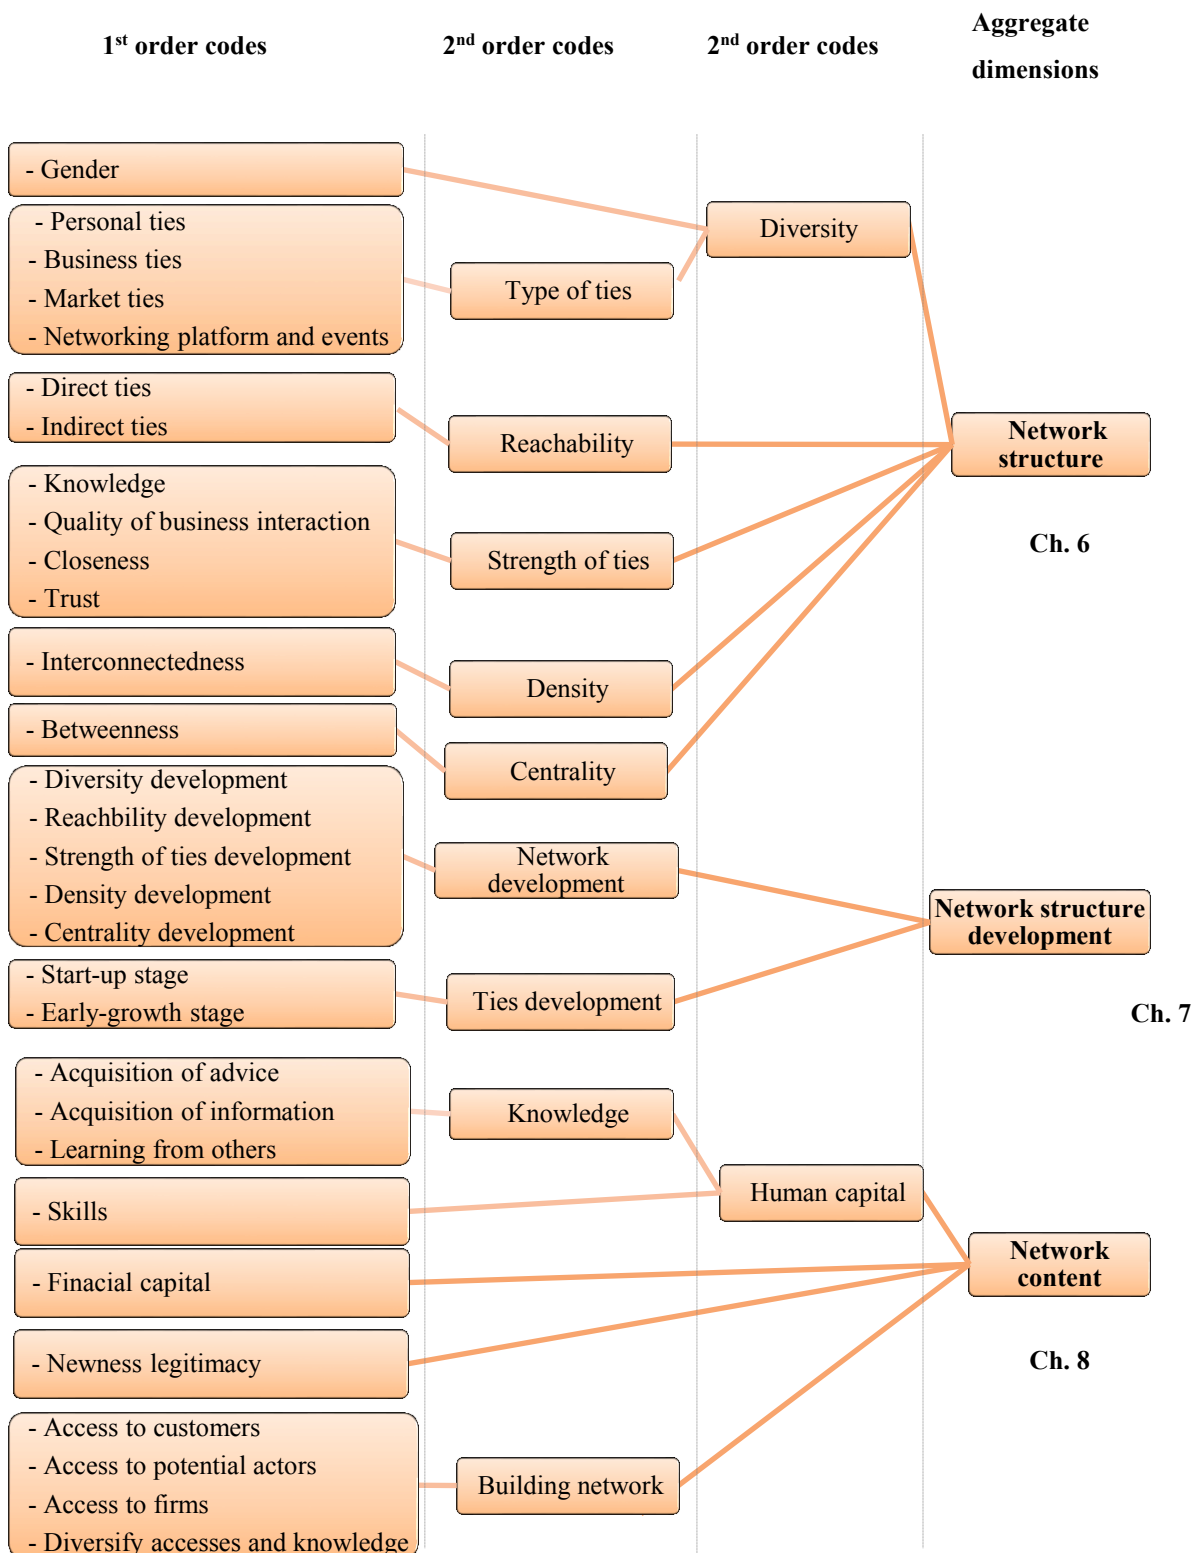 1st order codes
2nd order codes
2nd order codes
Aggregate
dimensions
- Gender
- Personal ties
- Business ties
- Market ties
- Networking platform and events
Type of ties
Diversity
- Direct ties
- Indirect ties
Reachability
Network
structure
- Knowledge
- Quality of business interaction
- Closeness
- Trust
Strength of ties
Ch. 6
- Interconnectedness
Density
- Betweenness
Centrality
- Diversity development
- Reachbility development
- Strength of ties development
- Density development
- Centrality development
Network
development
Network structure
development
- Start-up stage
- Early-growth stage
Ties development
Ch. 7
- Acquisition of advice
- Acquisition of information
- Learning from others
Knowledge
- Skills
Human capital
- Finacial capital
Network
content
- Newness legitimacy
Ch. 8
- Access to customers
- Access to potential actors
- Access to firms
- Diversify accesses and knowledge
Building network